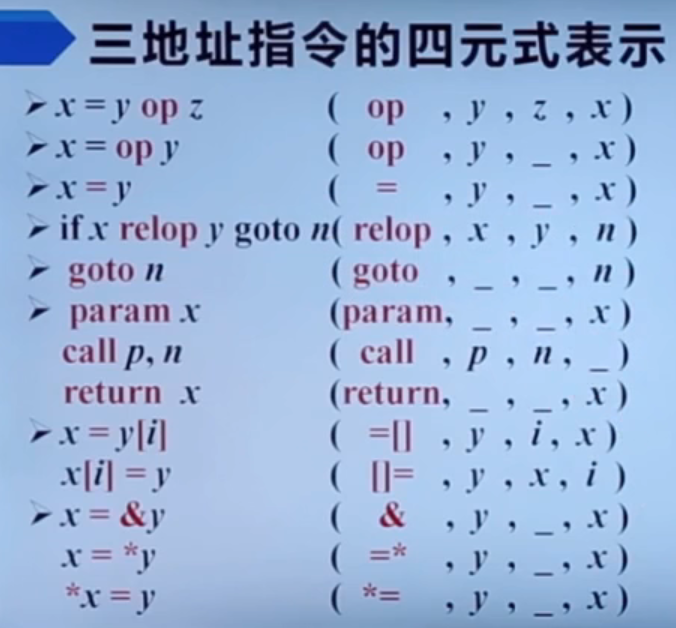 三地址指令的四元式表示
➢ x = y op z ( op , y , z , x )
➢ x = op y ( op , y , _ , x )
➢ x = y ( = , y , _ , x )
➢ if x relop y goto n ( relop , x , y , n )
➢ goto n ( goto , _ , _ , n )
➢ param x (param, _ , _ , x )
call p, n ( call , p , n , _ )
return x (return, _ , _ , x )
➢ x = y[i] ( =[] , y , i , x )
x[i] = y ( []= , y , x , i )
➢ x = &y ( & , y , _ , x )
x = *y ( =* , y , _ , x )
*x = y ( *= , y , _ , x )